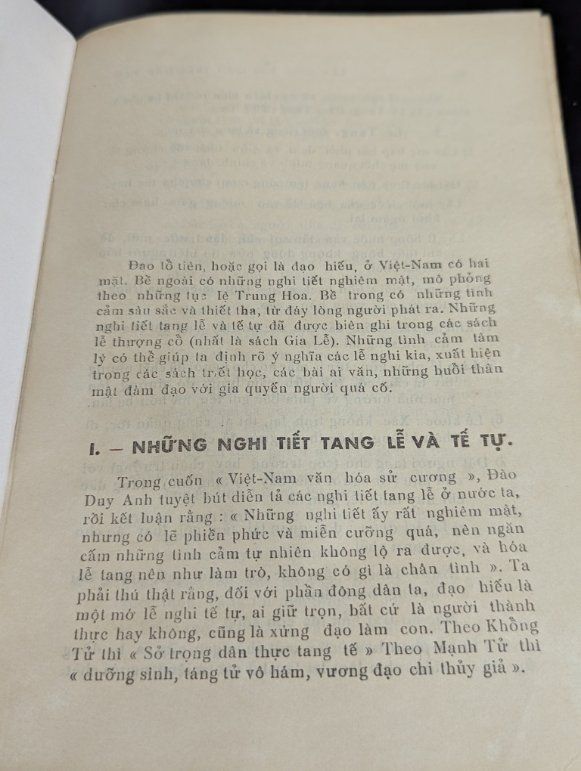 Đạo tổ tiên, hoặc gọi là đạo hiếu, ở Việt-Nam có hai
mặt. Bề ngoài có những nghi tiết nghiêm mật, mô phỏng
theo những tục lệ Trung Hoa. Bề trong có những tình
cảm sâu sắc và thiết tha, từ đáy lòng người phát ra. Những
nghi tiết tang lễ và tế tự đã được biên ghi trong các sách
lễ thượng cổ (nhất là sách Gia Lễ). Những tình cảm tâm
lý có thể giúp ta định rõ ý nghĩa các lễ nghi kia, xuất hiện
trong các sách triết học, các bài ai văn, những buổi thân
mật đàm đạo với gia quyến người quá cố.
I. — NHỮNG NGHI TIẾT TANG LỄ VÀ TẾ TỰ.
Trong cuốn « Việt-Nam văn hóa sử cương », Đào
Duy Anh tuyệt bút diễn tả các nghi tiết tang lễ ở nước ta,
rồi kết luận rằng : « Những nghi tiết ấy rất nghiêm mật,
nhưng có lẽ phiền phức và miễn cưỡng quá, nên ngăn
cấm những tình cảm tự nhiên không lộ ra được, và hóa
lễ tang nên như làm trò, không có gì là chân tình ». Ta
phải thú thật rằng, đối với phần đông dân ta, đạo hiếu là
một mớ lễ nghi tế tự, ai giữ trọn, bất cứ là người thành
thực hay không, cũng là xứng đạo làm con. Theo Khổng
Tử thì « Sở trọng dân thực tang tế » Theo Mạnh Tử thì
« dưỡng sinh, táng tử vô hám, vương đạo chi thủy giả ».